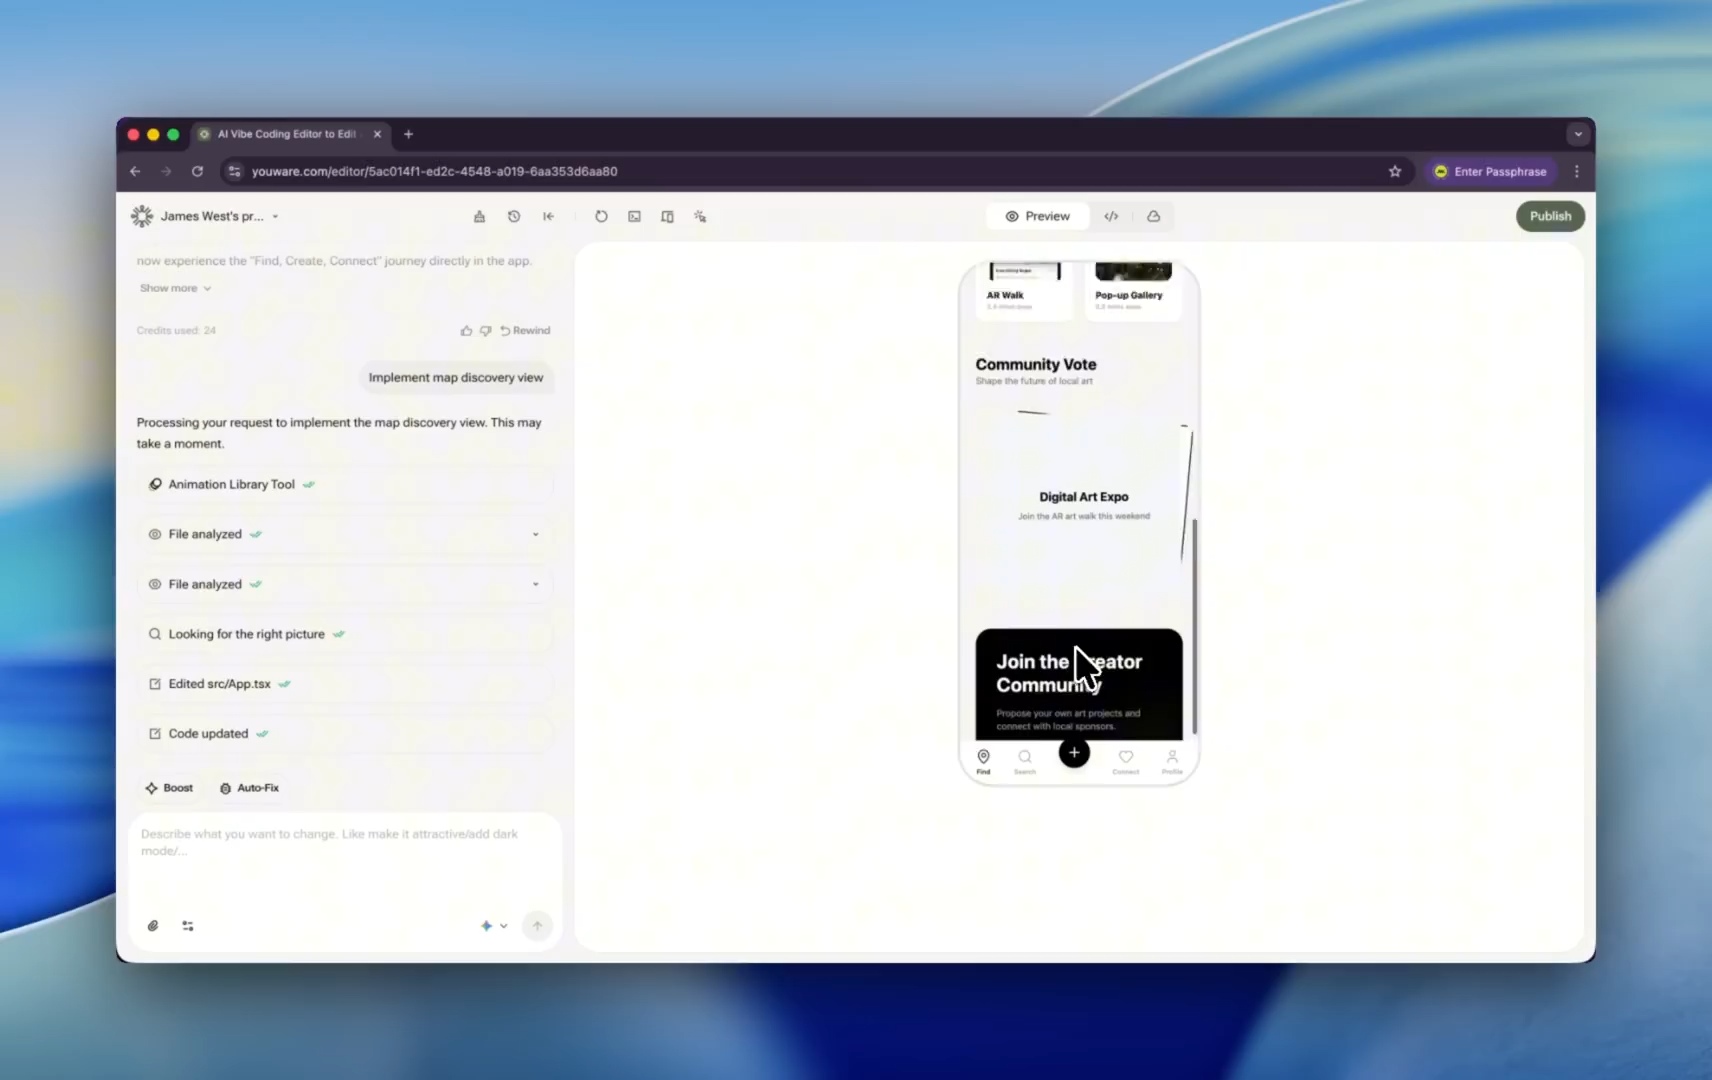 AI Vibe Coding Editor to Edit
youware.com/editor/5ac014f1-ed2c-4548-a019-6aa353d6aa80
Enter Passphrase
James West's pr...
Preview
Publish
now experience the "Find, Create, Connect" journey directly in the app.
Show more
Credits used: 24
Rewind
Implement map discovery view
Processing your request to implement the map discovery view. This may
take a moment.
Animation Library Tool
File analyzed
File analyzed
Looking for the right picture
Edited src/App.tsx
Code updated
Boost
Auto-Fix
Describe what you want to change. Like make it attractive/add dark
mode/...
AR Walk
Pop-up Gallery
Community Vote
Shape the future of local art
Digital Art Expo
Join the AR art walk this weekend
Join the Creator
Community
Propose your own art projects and
connect with local sponsors.
Find
Search
Connect
Profile